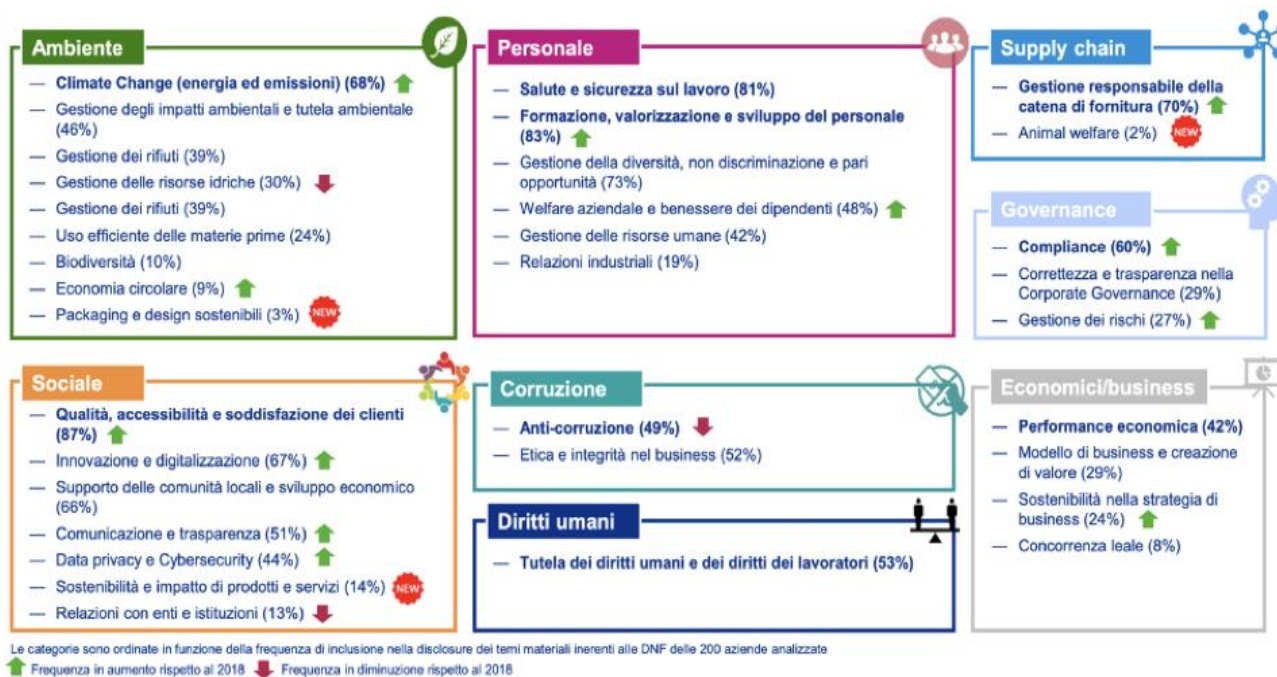 Ambiente
— Climate Change (energia ed emissioni) (68%)
— Gestione degli impatti ambientali e tutela ambientale
(46%)
— Gestione dei rifiuti (39%)
— Gestione delle risorse idriche (30%)
— Gestione dei rifiuti (39%)
— Uso efficiente delle materie prime (24%)
— Biodiversità (10%)
— Economia circolare (9%)
— Packaging e design sostenibili (3%) NEW
Personale
— Salute e sicurezza sul lavoro (81%)
— Formazione, valorizzazione e sviluppo del personale
(83%)
— Gestione della diversità, non discriminazione e pari
opportunità (73%)
— Welfare aziendale e benessere dei dipendenti (48%)
— Gestione delle risorse umane (42%)
— Relazioni industriali (19%)
Supply chain
— Gestione responsabile della
catena di fornitura (70%)
— Animal welfare (2%) NEW
Governance
— Compliance (60%)
— Correttezza e trasparenza nella
Corporate Governance (29%)
— Gestione dei rischi (27%)
Sociale
— Qualità, accessibilità e soddisfazione dei clienti
(87%)
— Innovazione e digitalizzazione (67%)
— Supporto delle comunità locali e sviluppo economico
(66%)
— Comunicazione e trasparenza (51%)
— Data privacy e Cybersecurity (44%)
— Sostenibilità e impatto di prodotti e servizi (14%) NEW
— Relazioni con enti e istituzioni (13%)
Corruzione
— Anti-corruzione (49%)
— Etica e integrità nel business (52%)
Diritti umani
— Tutela dei diritti umani e dei diritti dei lavoratori (53%)
Economici/business
— Performance economica (42%)
— Modello di business e creazione
di valore (29%)
— Sostenibilità nella strategia di
business (24%)
— Concorrenza leale (8%)
Le categorie sono ordinate in funzione della frequenza di inclusione nella disclosure dei temi materiali inerenti alle DNF delle 200 aziende analizzate
Frequenza in aumento rispetto al 2018 Frequenza in diminuzione rispetto al 2018